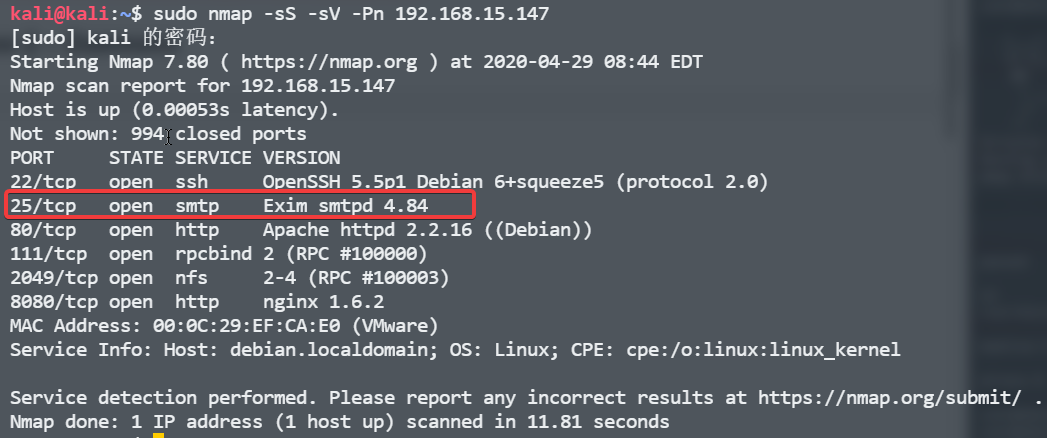 kali@kali:~$ sudo nmap -sS -sV -Pn 192.168.15.147
[sudo] kali 的密码：
Starting Nmap 7.80 ( https://nmap.org ) at 2020-04-29 08:44 EDT
Nmap scan report for 192.168.15.147
Host is up (0.00053s latency).
Not shown: 994 closed ports
PORT     STATE SERVICE VERSION
22/tcp   open  ssh     OpenSSH 5.5p1 Debian 6+squeeze5 (protocol 2.0)
25/tcp   open  smtp    Exim smtpd 4.84
80/tcp   open  http    Apache httpd 2.2.16 ((Debian))
111/tcp  open  rpcbind 2 (RPC #100000)
2049/tcp open  nfs     2-4 (RPC #100003)
8080/tcp open  http    nginx 1.6.2
MAC Address: 00:0C:29:EF:CA:E0 (VMware)
Service Info: Host: debian.localdomain; OS: Linux; CPE: cpe:/o:linux:linux_kernel
Service detection performed. Please report any incorrect results at https://nmap.org/submit/ .
Nmap done: 1 IP address (1 host up) scanned in 11.81 seconds